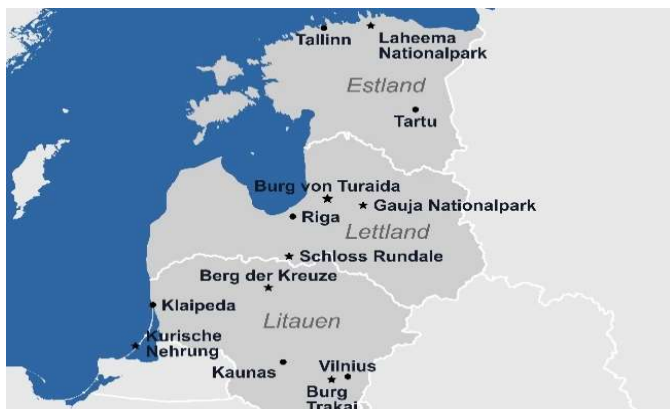 Tallinn
Laheema
Nationalpark
Estland
Tartu
Burg von Turaida
Gauja Nationalpark
Riga
Lettland
Schloss Rundale
Berg der Kreuze
Klaipeda
Litauen
Kurische
Nehrung
Kaunas
Vilnius
Burg
Trakai